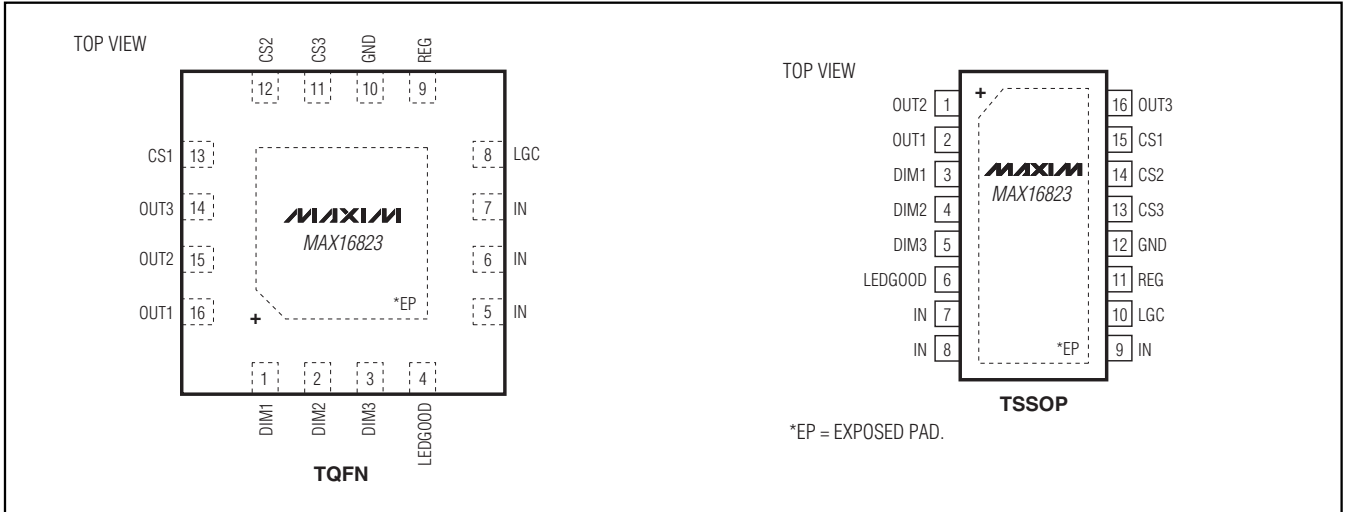 TOP VIEW
CS2
CS3
GND
REG
12
11
10
9
CS1 13
8 LGC
OUT3 14
7 IN
OUT2 15
6 IN
OUT1 16
5 IN
MAXIM
MAX16823
*EP
+
1
2
3
4
DIM1
DIM2
DIM3
LEDGOOD
TQFN
TOP VIEW
+
OUT2 1
16 OUT3
OUT1 2
15 CS1
DIM1 3
14 CS2
DIM2 4
13 CS3
DIM3 5
12 GND
LEDGOOD 6
11 REG
IN 7
10 LGC
IN 8
9 IN
MAXIM
MAX16823
*EP
TSSOP
*EP = EXPOSED PAD.